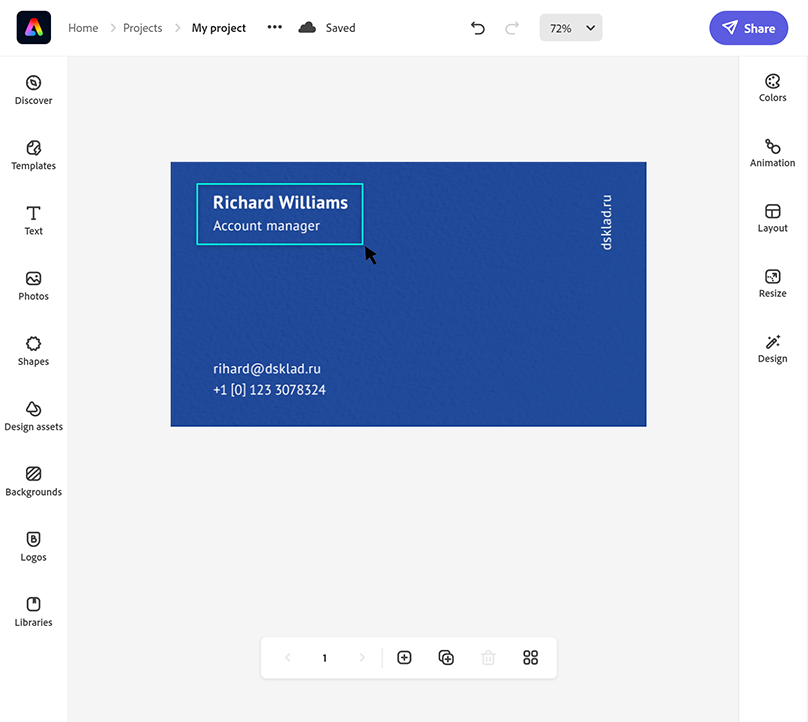 Home Projects My project ••• Saved 72% Share
Discover
Templates
Text
Photos
Shapes
Design assets
Backgrounds
Logos
Libraries
Richard Williams
Account manager
dsklad.ru
rihard@dsklad.ru
+1 [0] 123 3078324
1
Colors
Animation
Layout
Resize
Design